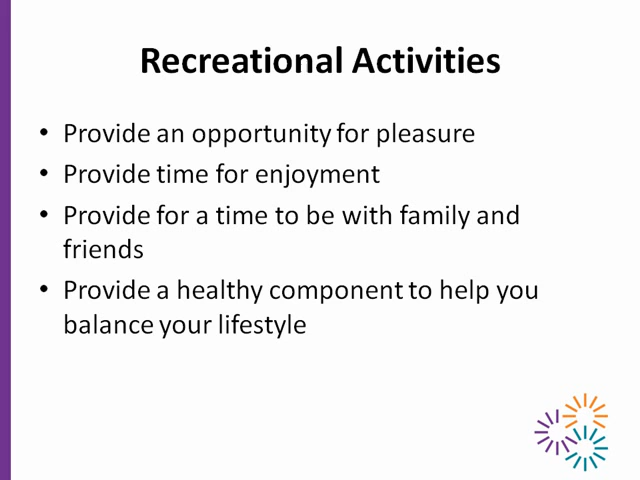 Recreational Activities
• Provide an opportunity for pleasure
• Provide time for enjoyment
• Provide for a time to be with family and
friends
• Provide a healthy component to help you
balance your lifestyle